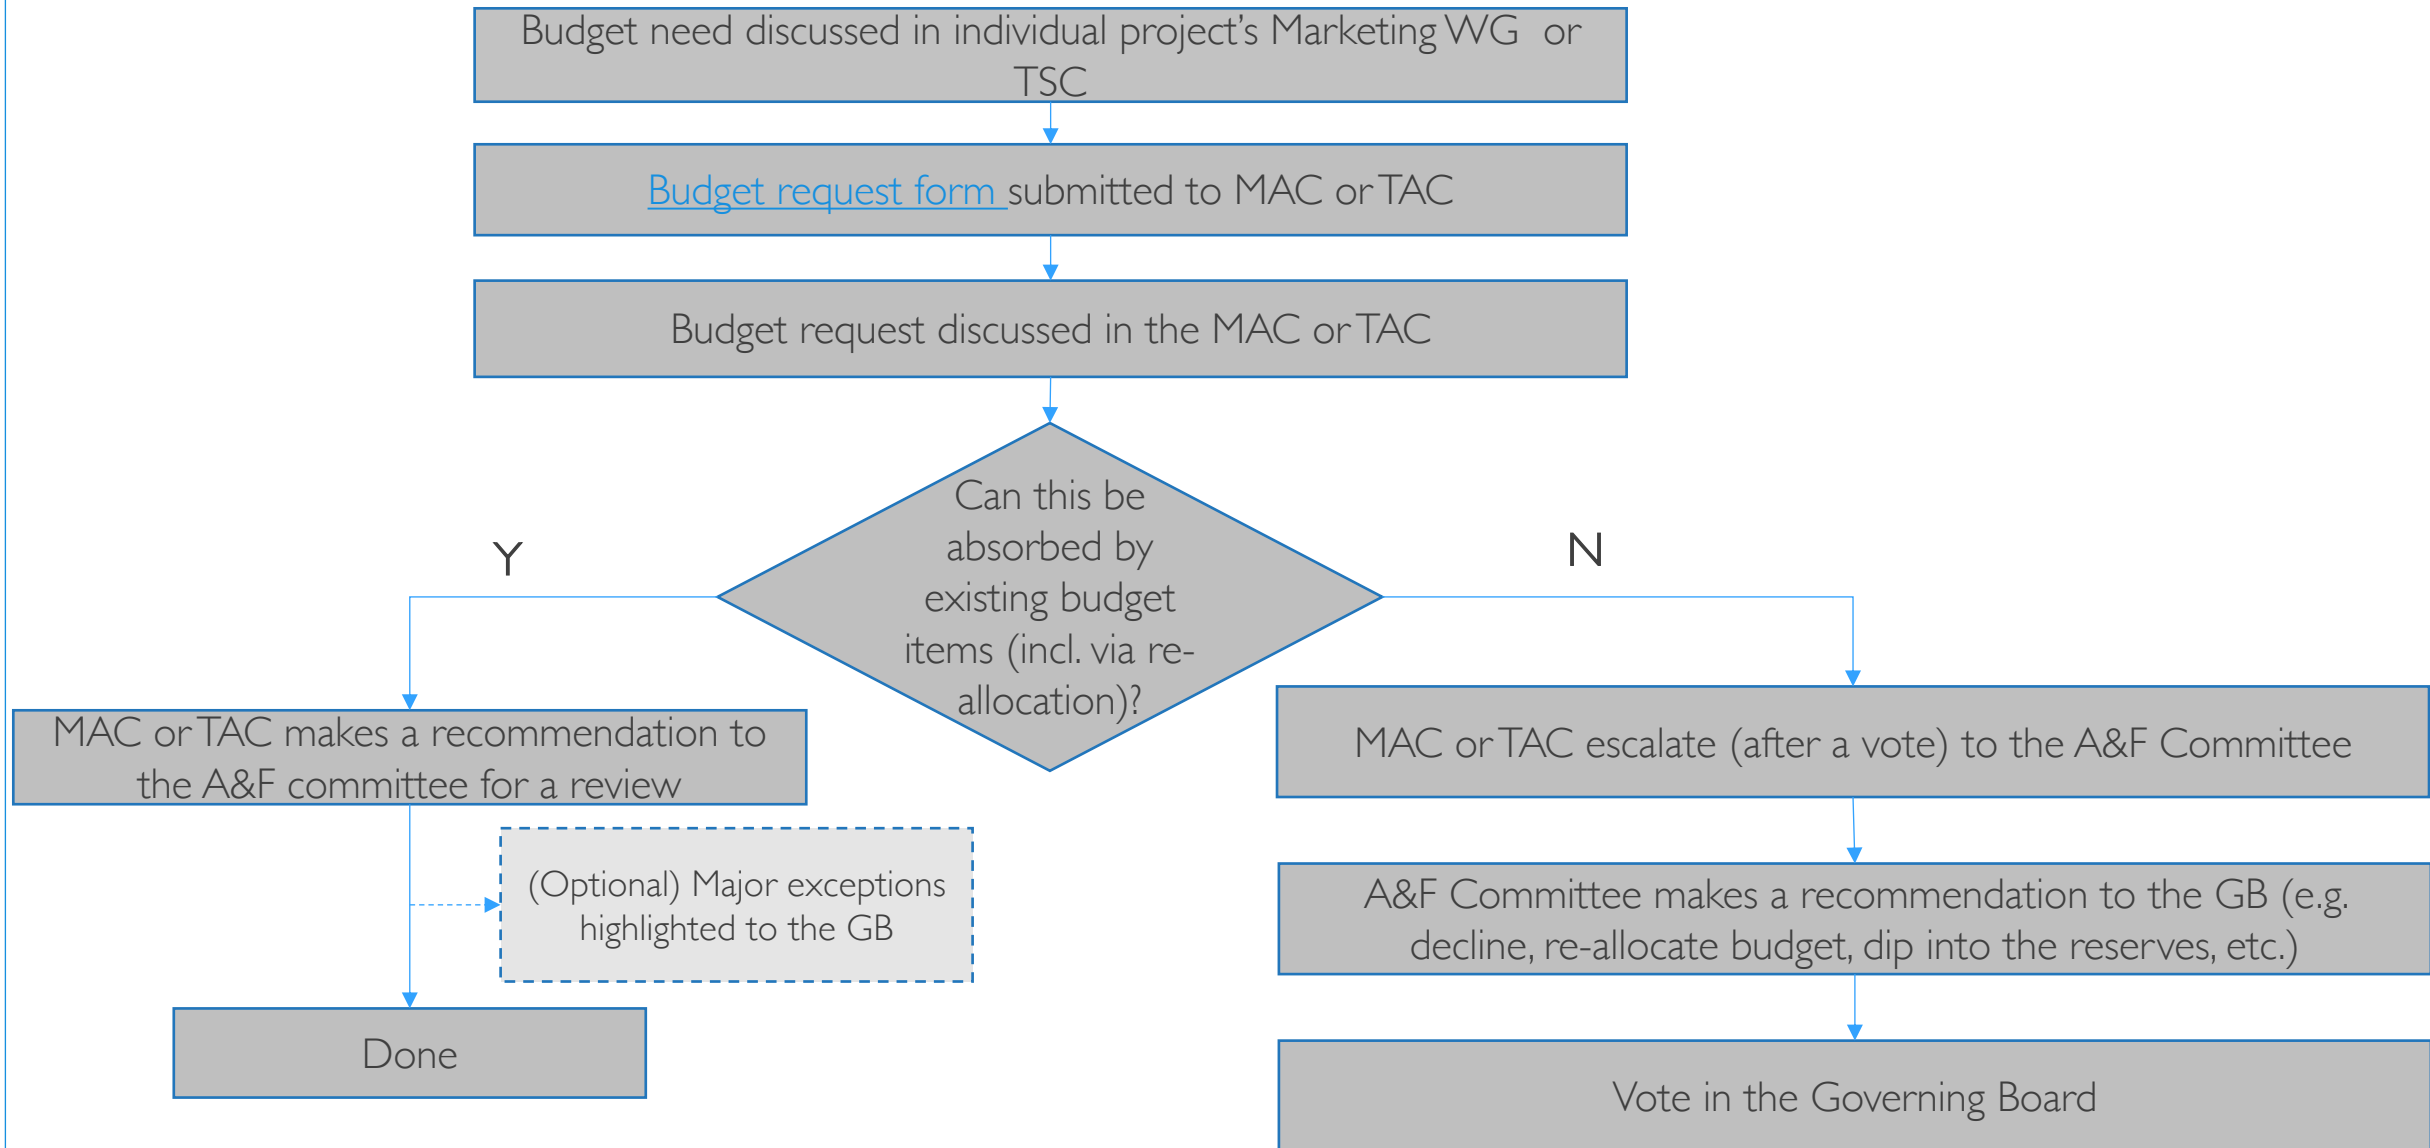 Budget need discussed in individual project's Marketing WG or
TSC
Budget request form submitted to MAC or TAC
Budget request discussed in the MAC or TAC
Can this be
absorbed by
existing budget
items (incl. via re-
allocation)?
Y
N
MAC or TAC makes a recommendation to
the A&F committee for a review
(Optional) Major exceptions
highlighted to the GB
Done
MAC or TAC escalate (after a vote) to the A&F Committee
A&F Committee makes a recommendation to the GB (e.g.
decline, re-allocate budget, dip into the reserves, etc.)
Vote in the Governing Board